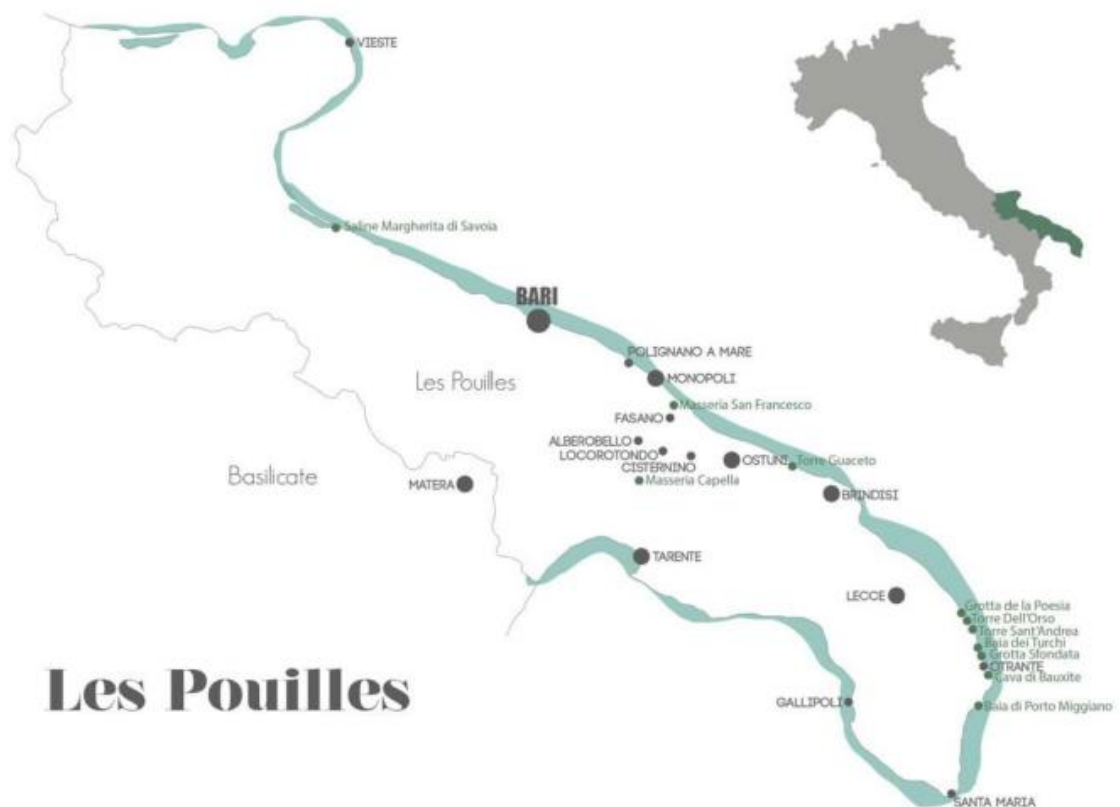 VIESTE
Saline Margherita di Savoia
BARI
POLIGNANO A MARE
MONOPOLI
Les Pouilles
Masseria San Francesco
FASANO
ALBEROBELLO
LOCOROTONDO
CISTERNINO
OSTUNI
Torre Guaceto
Basilicate
MATERA
Masseria Capella
BRINDISI
TARENTE
LECCE
Grotta de la Poesia
Torre Dell'Orso
Torre Sant'Andrea
Baia dei Turchi
Grotta Sfondata
OTRANTE
Cava di Bauxite
Les Pouilles
GALLIPOLI
Baia di Porto Miggiano
SANTA MARIA